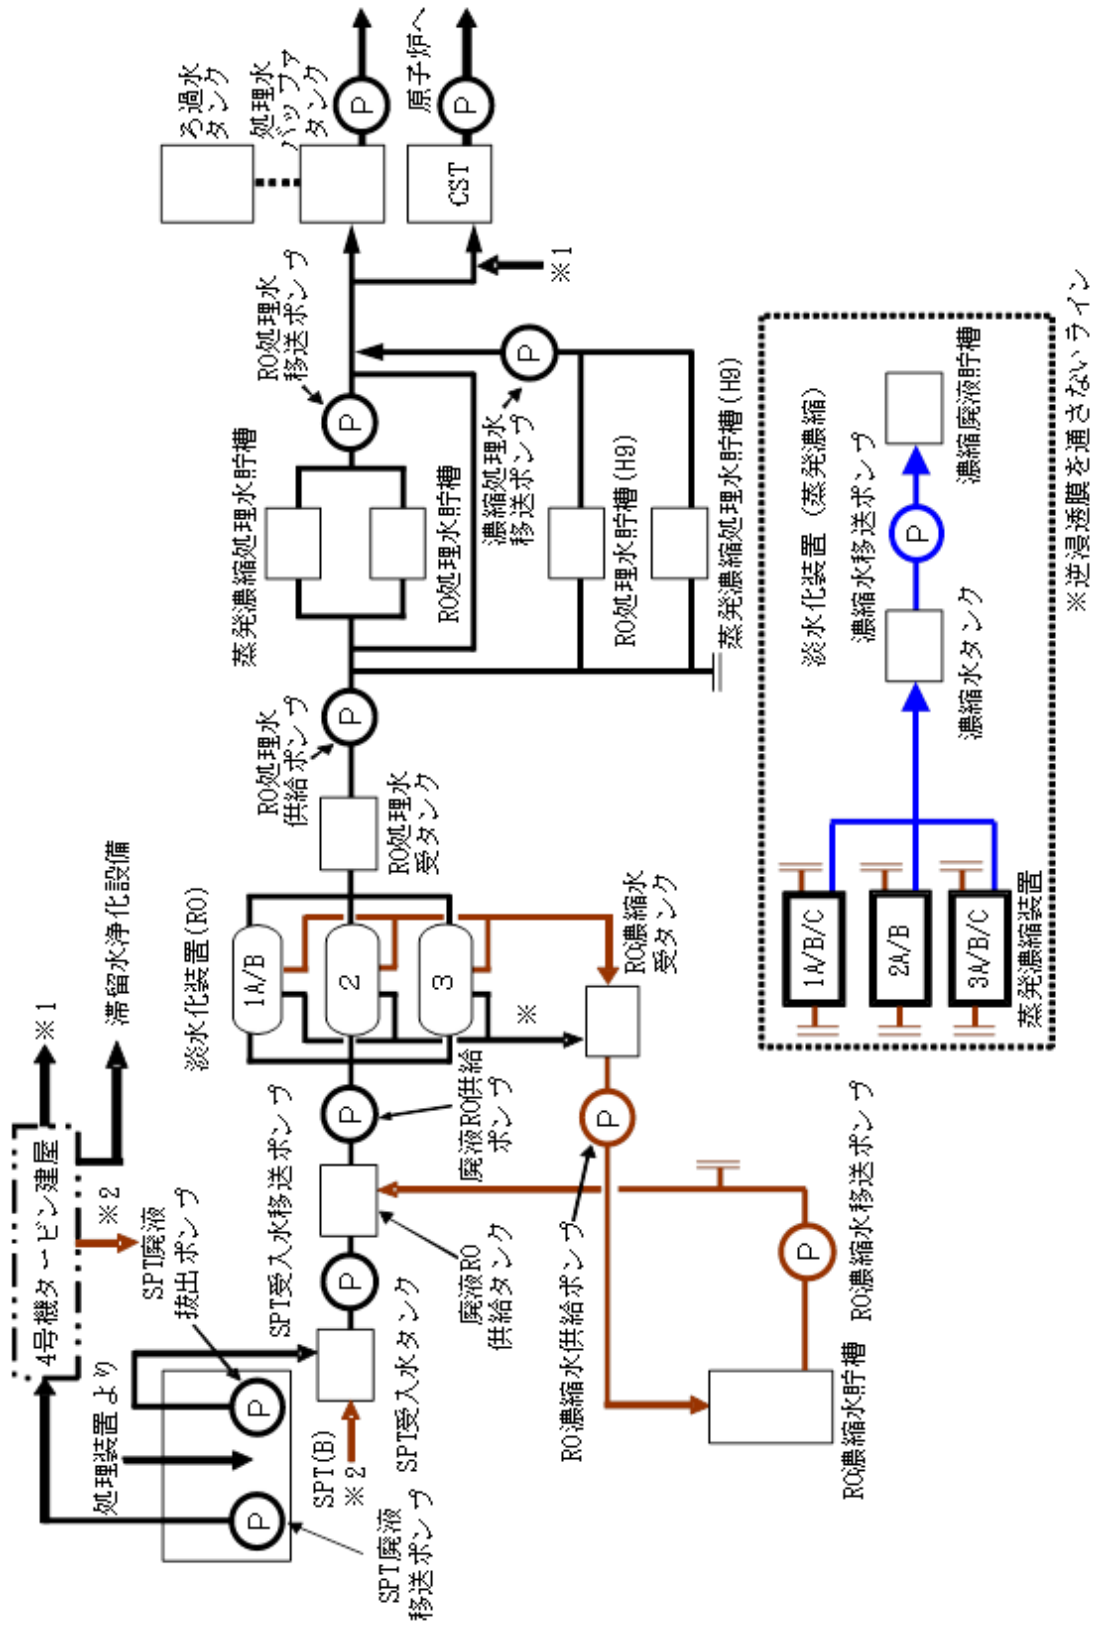 4号機タービン建屋
※1
滞留水浄化設備
※2
SPT廃液
抜出ポンプ
処理装置より
SPT廃液
移送ポンプ
SPT(B)
※2
SPT受入水タンク
SPT受入水移送ポンプ
廃液RO
供給タンク
廃液RO供給
ポンプ
淡水化装置(RO)
1A/B
2
3
※
RO濃縮水
受タンク
RO処理水
受タンク
RO処理水
供給ポンプ
蒸発濃縮処理水貯槽
RO処理水貯槽
RO処理水
移送ポンプ
濃縮処理水
移送ポンプ
RO処理水貯槽(H9)
蒸発濃縮処理水貯槽(H9)
ろ過水
タンク
処理水
バッファ
タンク
原子炉へ
CST
※1
RO濃縮水供給ポンプ
RO濃縮水貯槽
RO濃縮水移送ポンプ
淡水化装置(蒸発濃縮)
1A/B/C
2A/B
3A/B/C
蒸発濃縮装置
濃縮水タンク
濃縮水移送ポンプ
濃縮廃液貯槽
※逆浸透膜を通さないライン
P
P
P
P
P
P
P
P
P
P
P
P
P